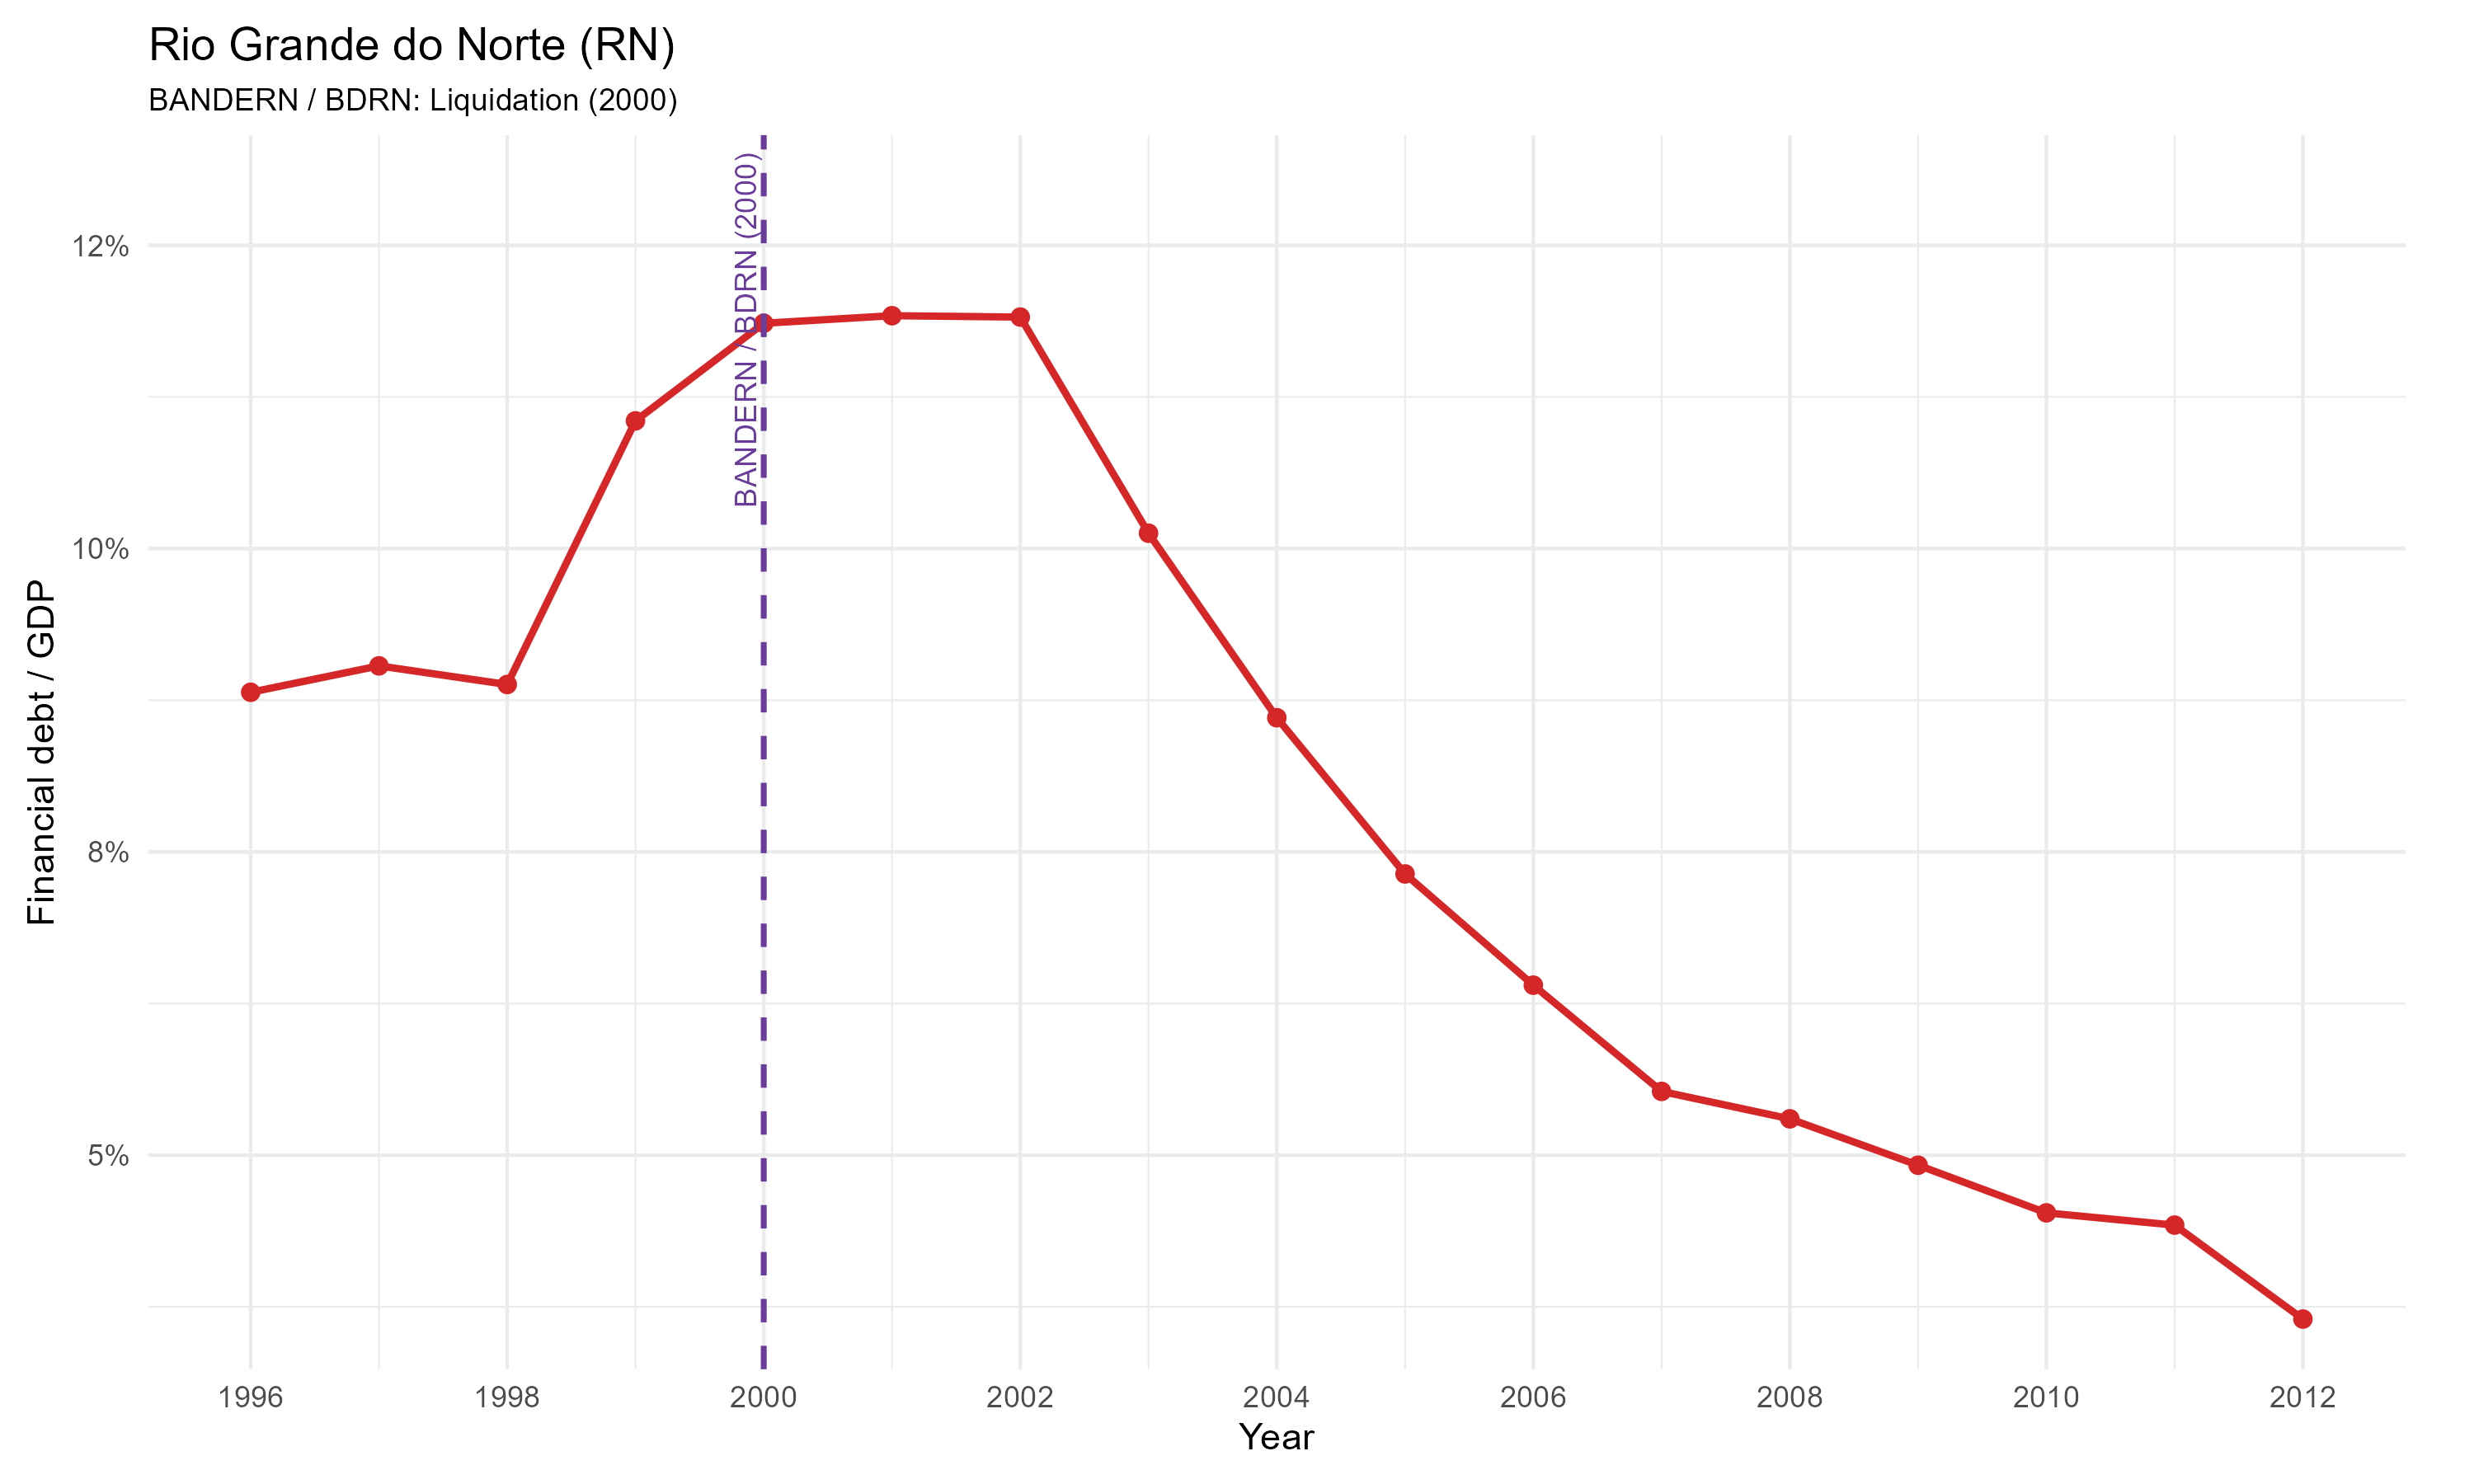 Rio Grande do Norte (RN)
BANDERN / BDRN: Liquidation (2000)
BANDERN / BDRN (2000)
12%
10%
8%
5%
Financial debt / GDP
1996 1998 2000 2002 2004 2006 2008 2010 2012
Year